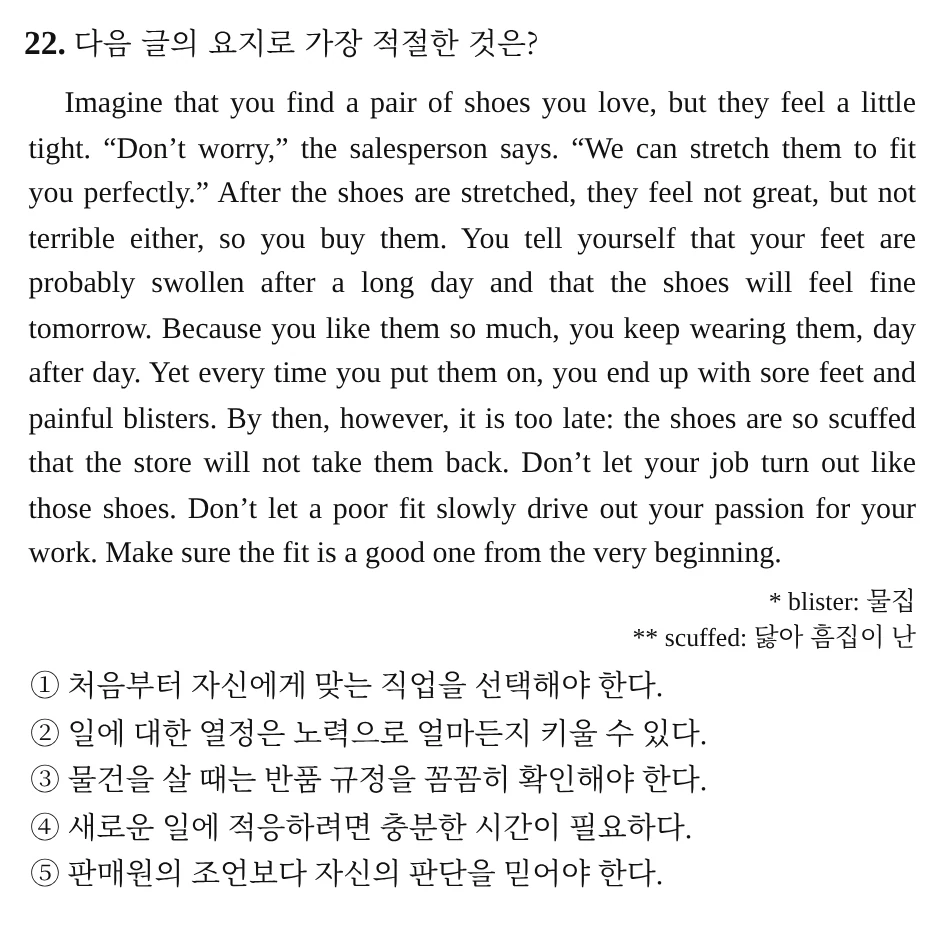 22. 다음 글의 요지로 가장 적절한 것은?
Imagine that you find a pair of shoes you love, but they feel a little
tight. “Don’t worry,” the salesperson says. “We can stretch them to fit
you perfectly.” After the shoes are stretched, they feel not great, but not
terrible either, so you buy them. You tell yourself that your feet are
probably swollen after a long day and that the shoes will feel fine
tomorrow. Because you like them so much, you keep wearing them, day
after day. Yet every time you put them on, you end up with sore feet and
painful blisters. By then, however, it is too late: the shoes are so scuffed
that the store will not take them back. Don’t let your job turn out like
those shoes. Don’t let a poor fit slowly drive out your passion for your
work. Make sure the fit is a good one from the very beginning.
* blister: 물집
** scuffed: 닳아 흠집이 난
① 처음부터 자신에게 맞는 직업을 선택해야 한다.
② 일에 대한 열정은 노력으로 얼마든지 키울 수 있다.
③ 물건을 살 때는 반품 규정을 꼼꼼히 확인해야 한다.
④ 새로운 일에 적응하려면 충분한 시간이 필요하다.
⑤ 판매원의 조언보다 자신의 판단을 믿어야 한다.